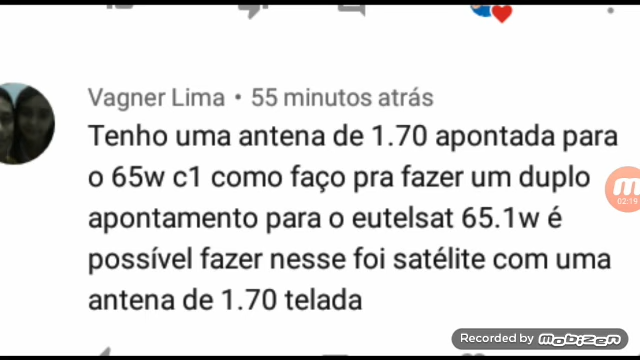 Vagner Lima • 55 minutos atrás
Tenho uma antena de 1.70 apontada para
o 65w c1 como faço pra fazer um duplo
apontamento para o eutelsat 65.1w é
possível fazer nesse foi satélite com uma
antena de 1.70 telada
02:19
Recorded by mobizen